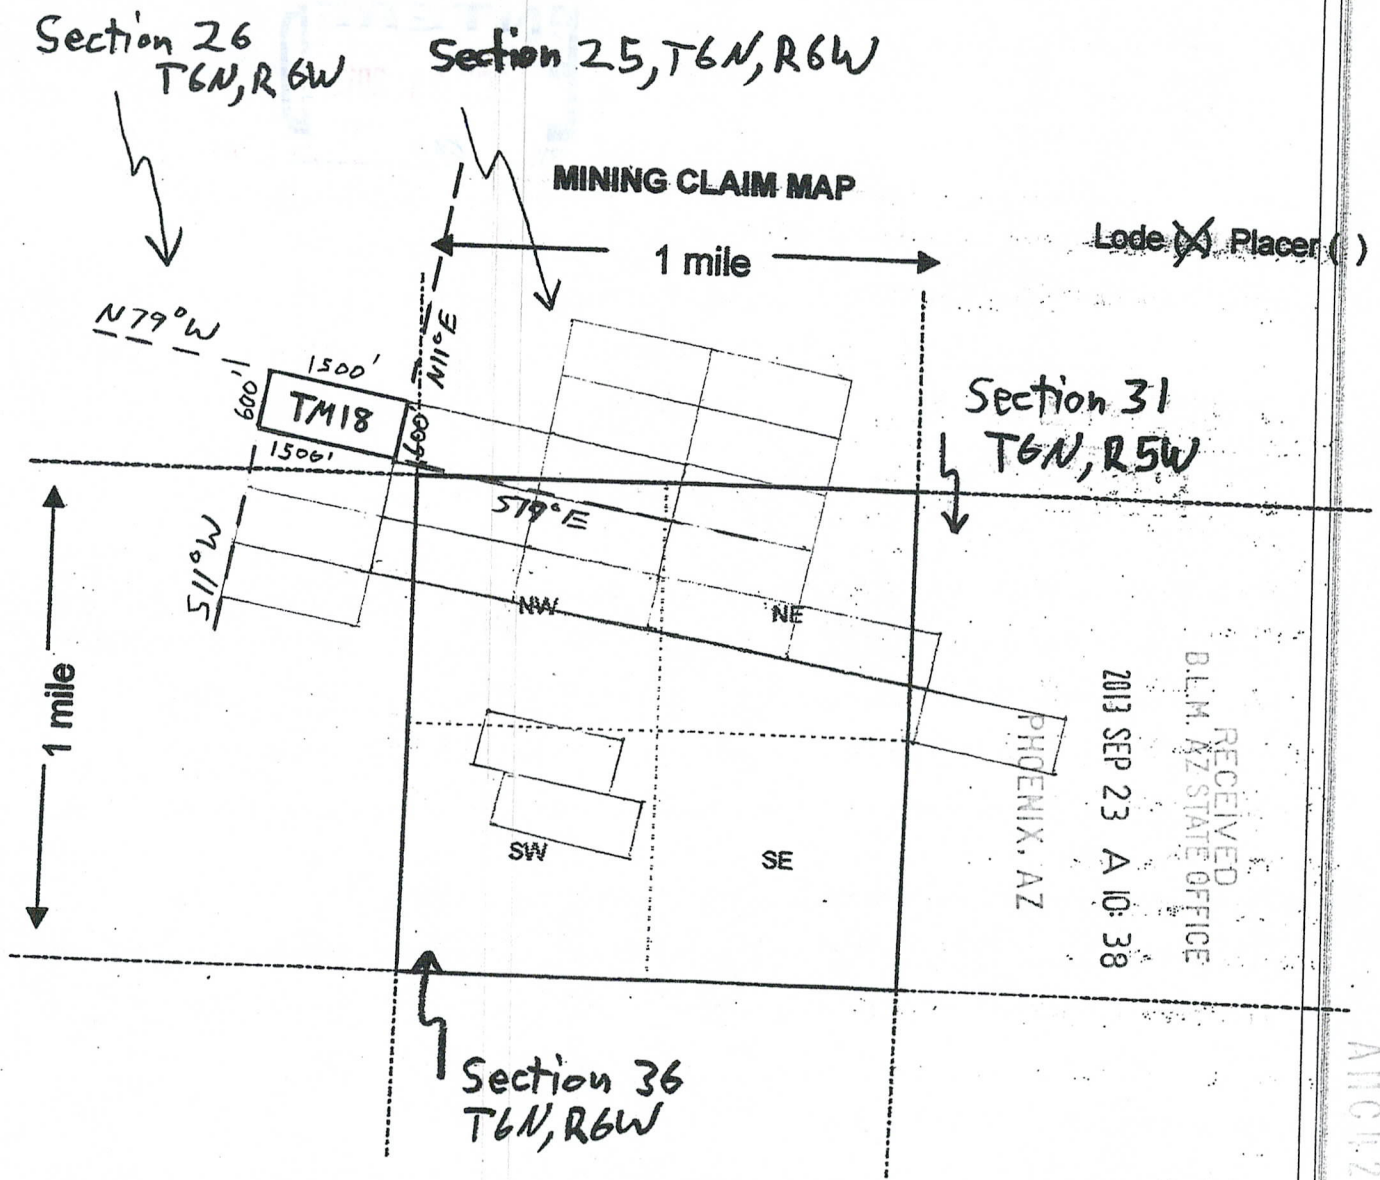 Section 26
T6N, R6W
Section 25, T6N, R6W
MINING CLAIM MAP
Lode (X) Placer ( )
1 mile
N79°W
N11°E
1500'
600'
TM18
600'
1500'
Section 31
T6N, R5W
S79°E
S11°W
NW
NE
1 mile
SW
SE
RECEIVED
B.L.M. AZ STATE OFFICE
2013 SEP 23 A 10:38
PHOENIX, AZ
Section 36
T6N, R6W